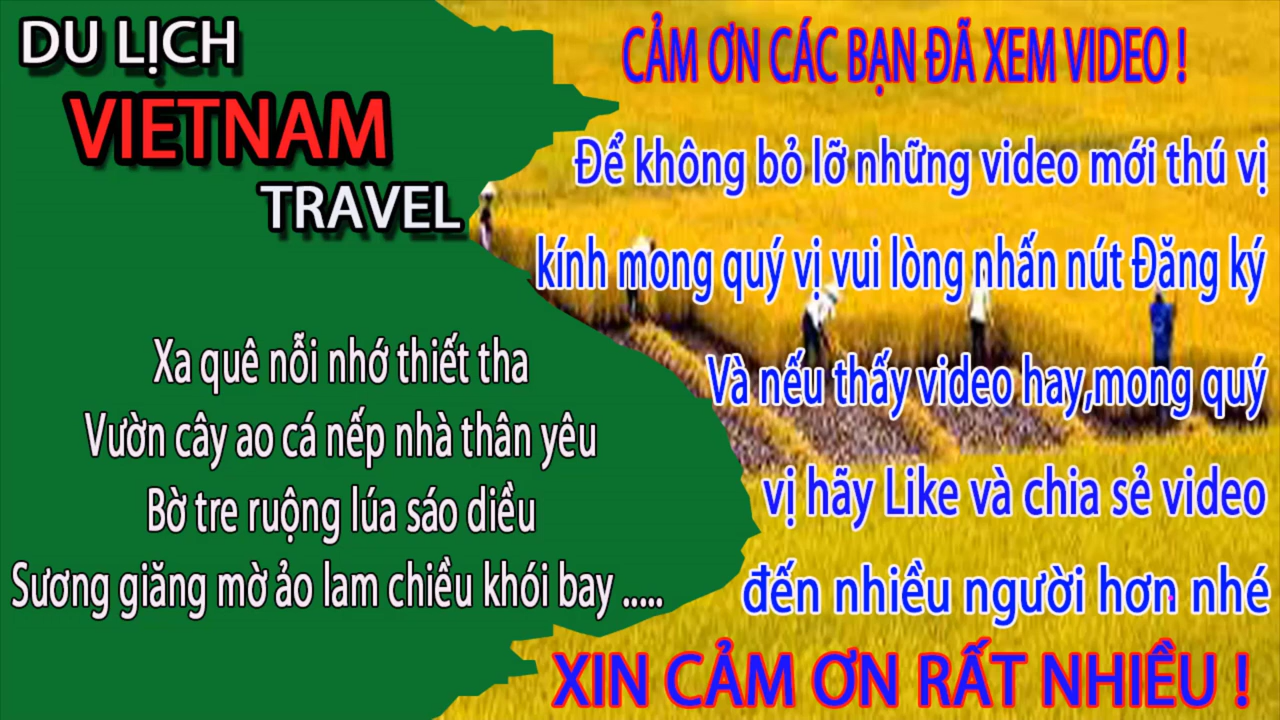 DU LỊCH
VIETNAM
TRAVEL
Xa quê nỗi nhớ thiết tha
Vườn cây ao cá nếp nhà thân yêu
Bờ tre ruộng lúa sáo diều
Sương giăng mờ ảo lam chiều khói bay .....
CẢM ƠN CÁC BẠN ĐÃ XEM VIDEO !
Để không bỏ lỡ những video mới thú vị
kính mong quý vị vui lòng nhấn nút Đăng ký
Và nếu thấy video hay,mong quý
vị hãy Like và chia sẻ video
đến nhiều người hơn nhé
XIN CẢM ƠN RẤT NHIỀU !